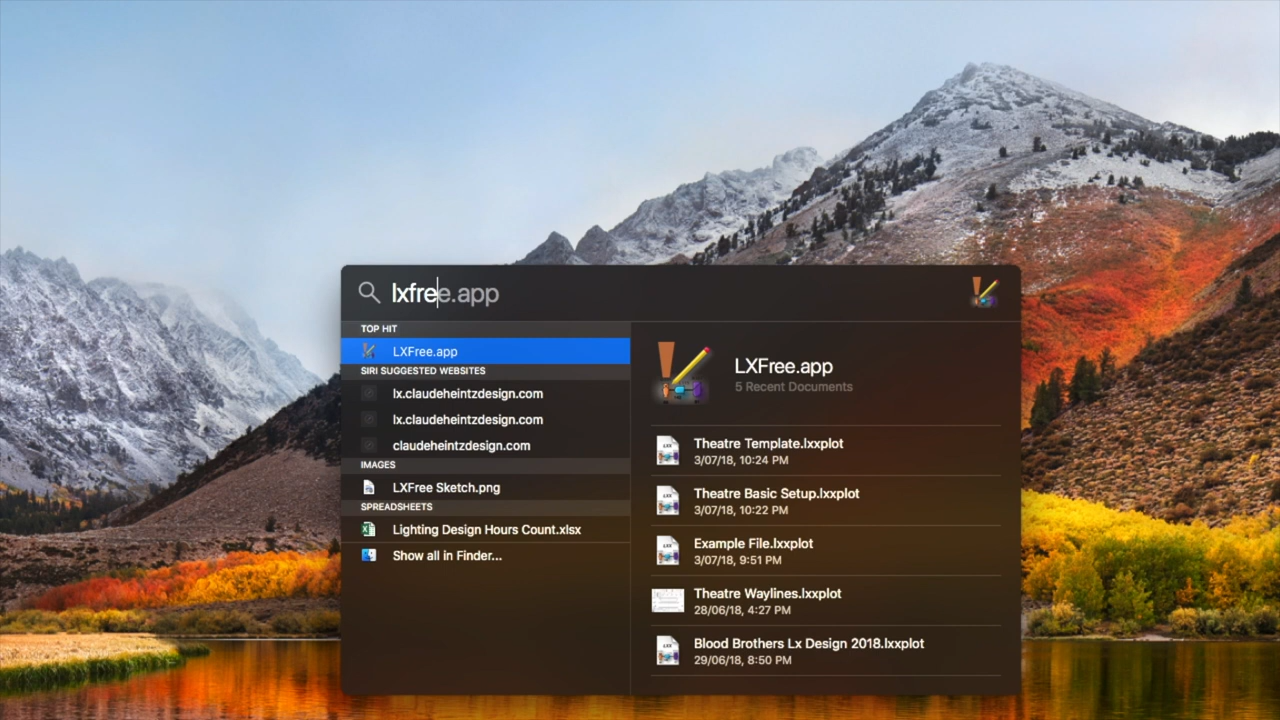 lxfree.app
TOP HIT
LXFree.app
SIRI SUGGESTED WEBSITES
lx.claudeheintzdesign.com
lx.claudeheintzdesign.com
claudeheintzdesign.com
IMAGES
LXFree Sketch.png
SPREADSHEETS
Lighting Design Hours Count.xlsx
Show all in Finder...
LXFree.app
5 Recent Documents
Theatre Template.lxxplot
3/07/18, 10:24 PM
Theatre Basic Setup.lxxplot
3/07/18, 10:22 PM
Example File.lxxplot
3/07/18, 9:51 PM
Theatre Waylines.lxxplot
28/06/18, 4:27 PM
Blood Brothers Lx Design 2018.lxxplot
29/06/18, 8:50 PM